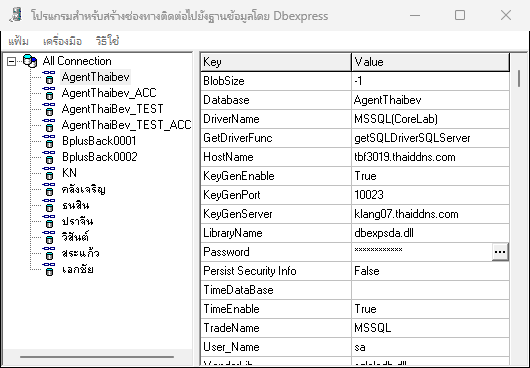 โปรแกรมสำหรับสร้างช่องทางติดต่อไปยังฐานข้อมูลโดย Dbexpress
แฟ้ม เครื่องมือ วิธีใช้
All Connection
AgentThaibev
AgentThaibev_ACC
AgentThaiBev_TEST
AgentThaiBev_TEST_ACC
BplusBack0001
BplusBack0002
KN
คลังเจริญ
ธนสิน
ปราจีน
วิสันต์
สระแก้ว
เอกชัย
Key Value
BlobSize -1
Database AgentThaibev
DriverName MSSQL(CoreLab)
GetDriverFunc getSQLDriverSQLServer
HostName tbf3019.thaiddns.com
KeyGenEnable True
KeyGenPort 10023
KeyGenServer klang07.thaiddns.com
LibraryName dbexpsda.dll
Password ************ ...
Persist Security Info False
TimeDataBase
TimeEnable True
TradeName MSSQL
User_Name sa